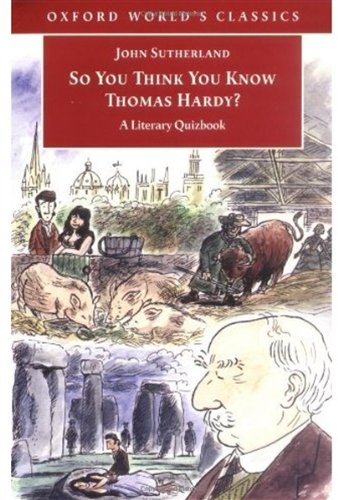 OXFORD WORLD'S CLASSICS
JOHN SUTHERLAND
SO YOU THINK YOU KNOW
THOMAS HARDY?
A Literary Quizbook